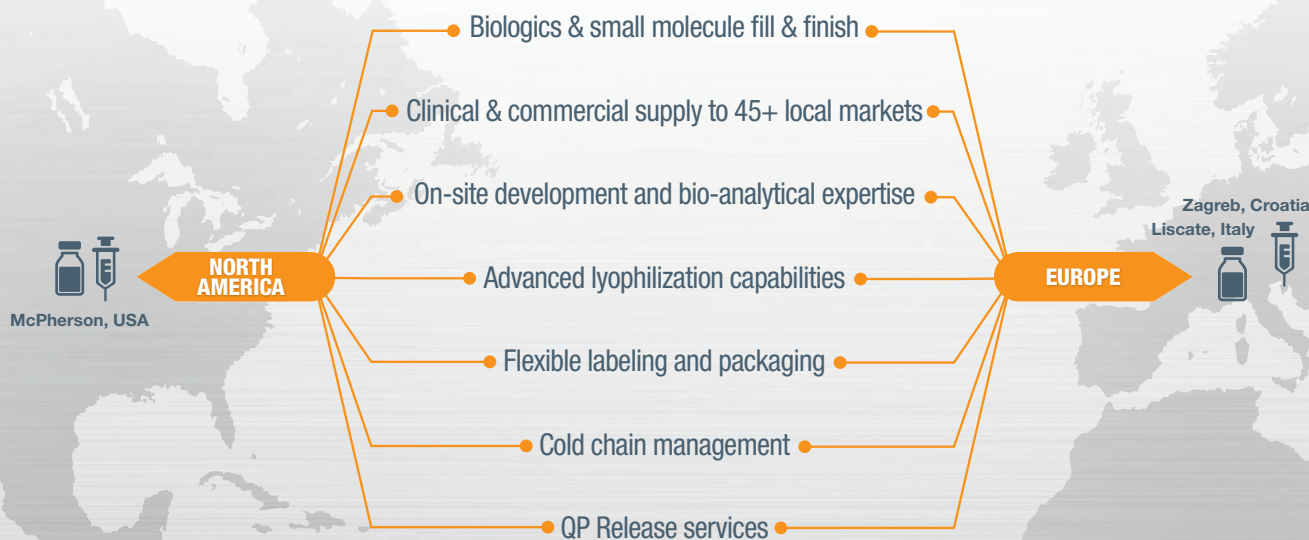 Biologics & small molecule fill & finish
Clinical & commercial supply to 45+ local markets
On-site development and bio-analytical expertise
Zagreb, Croatia
Liscate, Italy
NORTH
AMERICA
Advanced lyophilization capabilities
EUROPE
McPherson, USA
Flexible labeling and packaging
Cold chain management
QP Release services